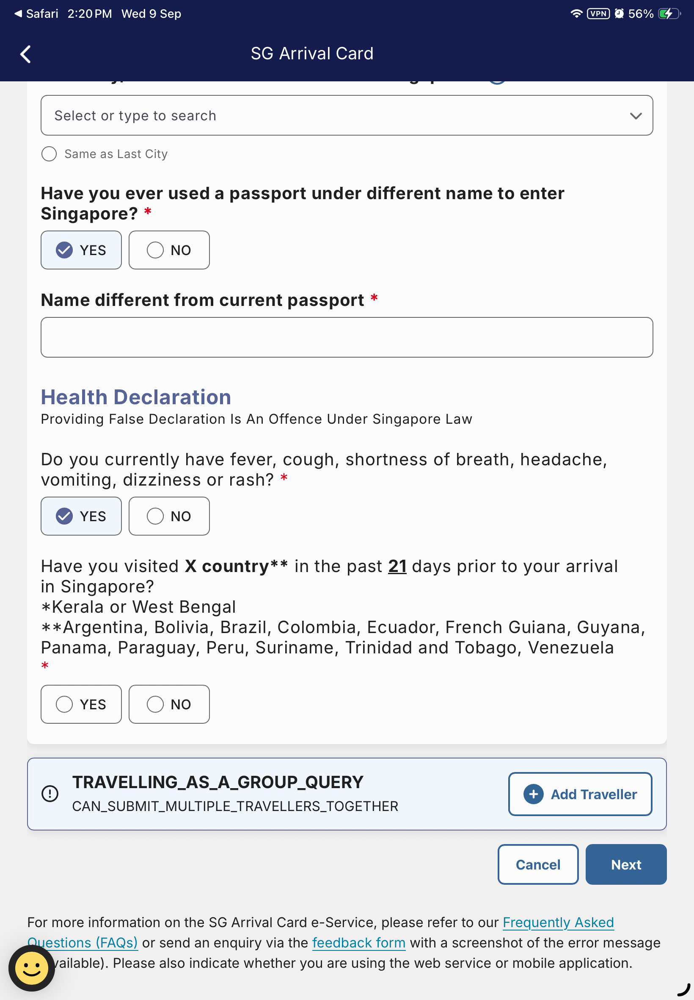 Safari 2:20 PM Wed 9 Sep
VPN 56%
SG Arrival Card
Select or type to search
Same as Last City
Have you ever used a passport under different name to enter
Singapore? *
YES NO
Name different from current passport *
Health Declaration
Providing False Declaration Is An Offence Under Singapore Law
Do you currently have fever, cough, shortness of breath, headache,
vomiting, dizziness or rash? *
YES NO
Have you visited X country** in the past 21 days prior to your arrival
in Singapore?
*Kerala or West Bengal
**Argentina, Bolivia, Brazil, Colombia, Ecuador, French Guiana, Guyana,
Panama, Paraguay, Peru, Suriname, Trinidad and Tobago, Venezuela
*
YES NO
TRAVELLING_AS_A_GROUP_QUERY
CAN_SUBMIT_MULTIPLE_TRAVELLERS_TOGETHER
Add Traveller
Cancel Next
For more information on the SG Arrival Card e-Service, please refer to our Frequently Asked
Questions (FAQs) or send an enquiry via the feedback form with a screenshot of the error message
vailable). Please also indicate whether you are using the web service or mobile application.